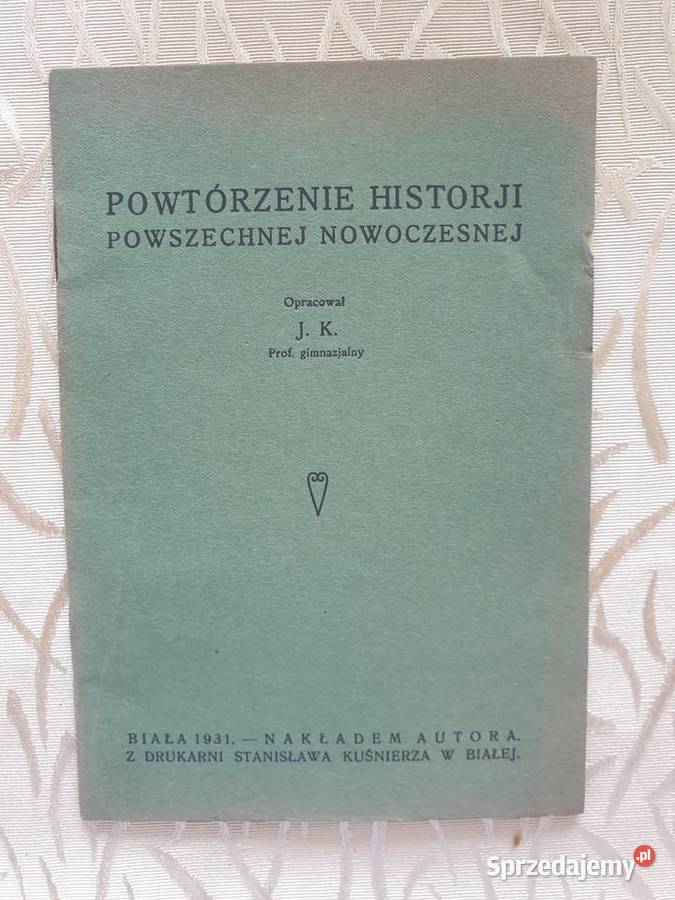 POWTÓRZENIE HISTORJI
POWSZECHNEJ NOWOCZESNEJ
Opracował
J. K.
Prof. gimnazjalny
BIAŁA 1931. — NAKŁADEM AUTORA.
Z DRUKARNI STANISŁAWA KUŚNIERZA W BIAŁEJ.
Sprzedajemy.pl